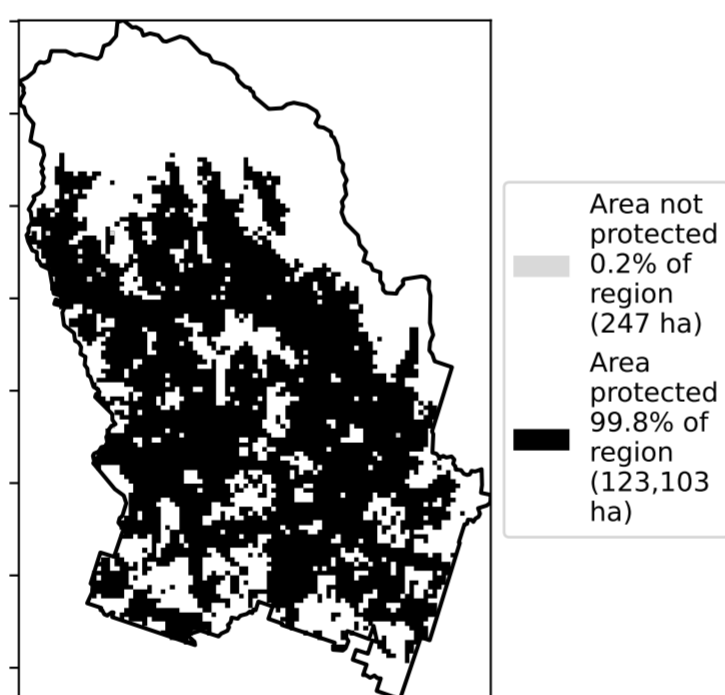 Area not
protected
0.2% of
region
(247 ha)
Area
protected
99.8% of
region
(123,103
ha)